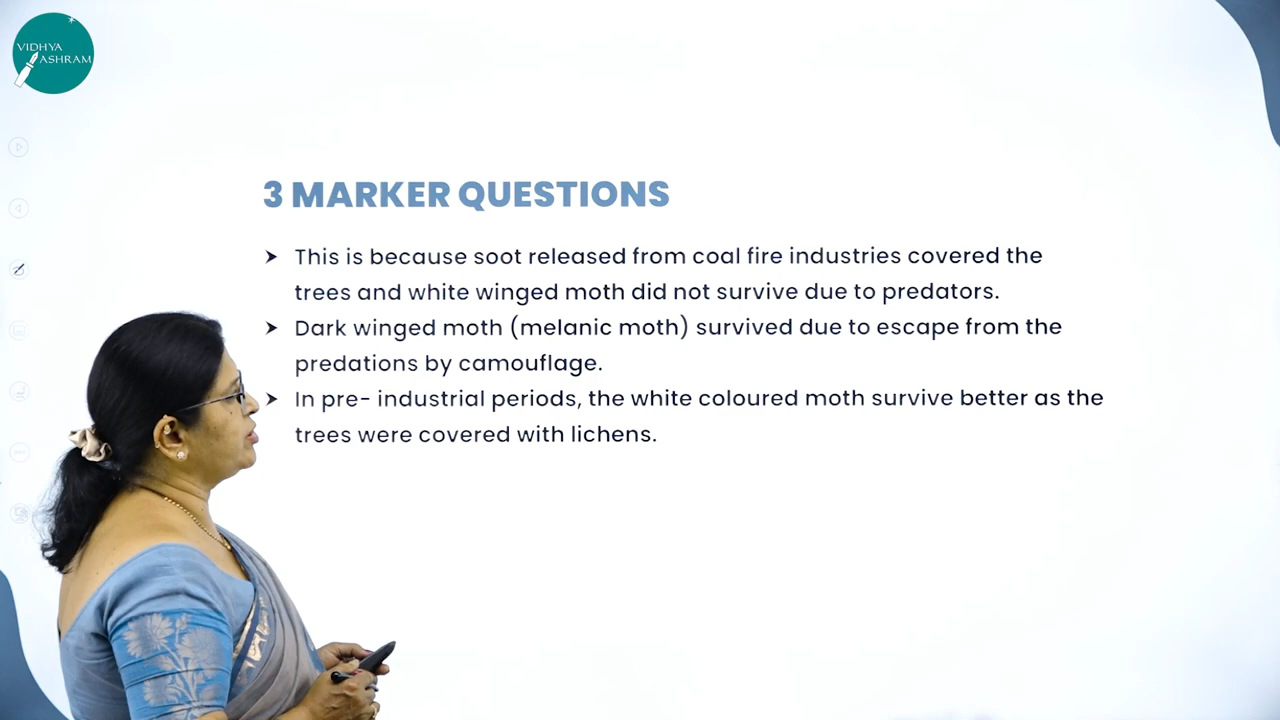 VIDHYA
ASHRAM
3 MARKER QUESTIONS
➤ This is because soot released from coal fire industries covered the
trees and white winged moth did not survive due to predators.
➤ Dark winged moth (melanic moth) survived due to escape from the
predations by camouflage.
➤ In pre- industrial periods, the white coloured moth survive better as the
trees were covered with lichens.